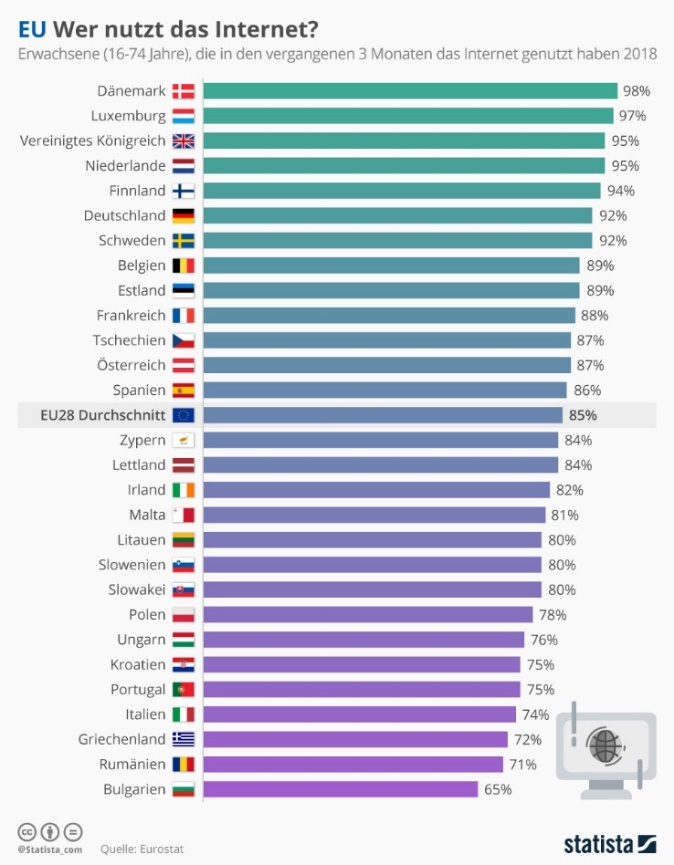 EU Wer nutzt das Internet?
Erwachsene (16-74 Jahre), die in den vergangenen 3 Monaten das Internet genutzt haben 2018
Dänemark 98%
Luxemburg 97%
Vereinigtes Königreich 95%
Niederlande 95%
Finnland 94%
Deutschland 92%
Schweden 92%
Belgien 89%
Estland 89%
Frankreich 88%
Tschechien 87%
Österreich 87%
Spanien 86%
EU28 Durchschnitt 85%
Zypern 84%
Lettland 84%
Irland 82%
Malta 81%
Litauen 80%
Slowenien 80%
Slowakei 80%
Polen 78%
Ungarn 76%
Kroatien 75%
Portugal 75%
Italien 74%
Griechenland 72%
Rumänien 71%
Bulgarien 65%
cc
@Statista_com Quelle: Eurostat
statista